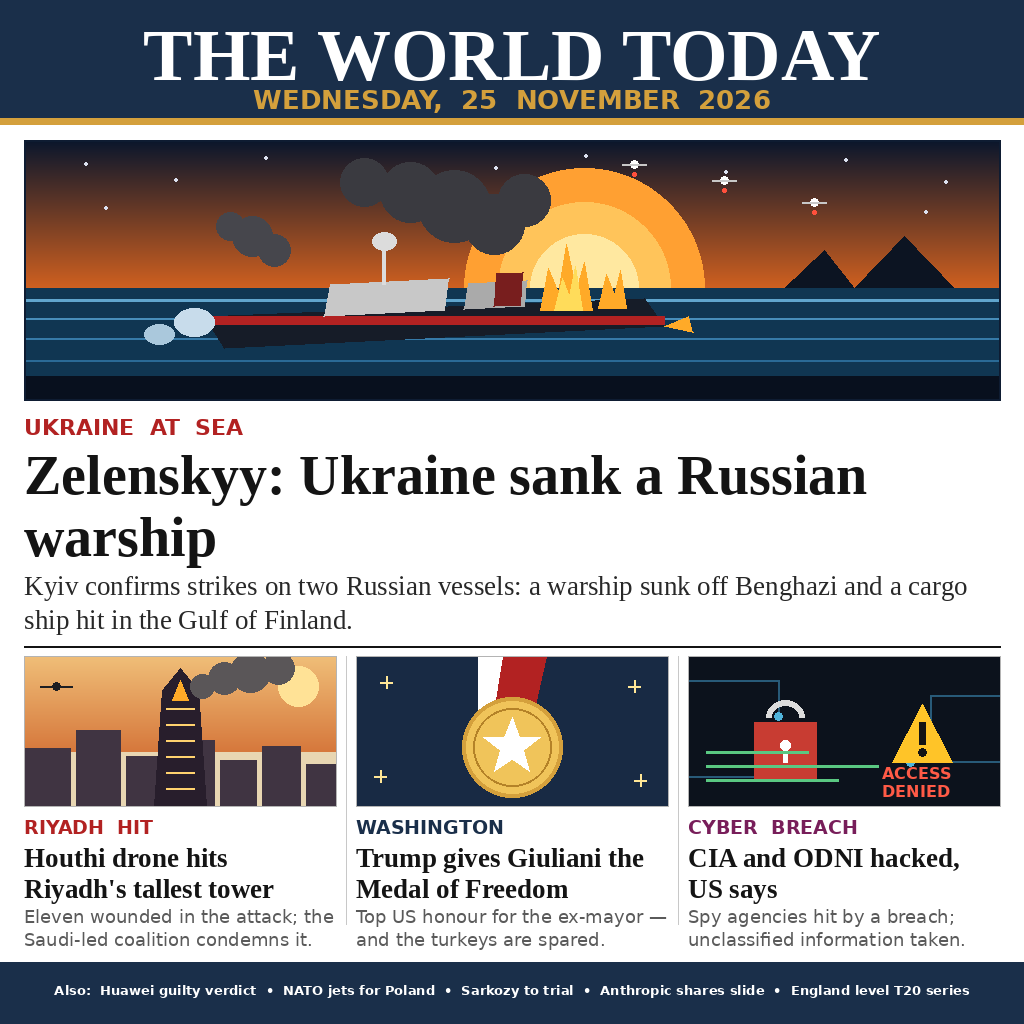 THE WORLD TODAY
WEDNESDAY, 25 NOVEMBER 2026
UKRAINE AT SEA
Zelenskyy: Ukraine sank a Russian
warship
Kyiv confirms strikes on two Russian vessels: a warship sunk off Benghazi and a cargo
ship hit in the Gulf of Finland.
RIYADH HIT
Houthi drone hits
Riyadh's tallest tower
Eleven wounded in the attack; the
Saudi-led coalition condemns it.
WASHINGTON
Trump gives Giuliani the
Medal of Freedom
Top US honour for the ex-mayor —
and the turkeys are spared.
ACCESS
DENIED
CYBER BREACH
CIA and ODNI hacked,
US says
Spy agencies hit by a breach;
unclassified information taken.
Also: Huawei guilty verdict • NATO jets for Poland • Sarkozy to trial • Anthropic shares slide • England level T20 series